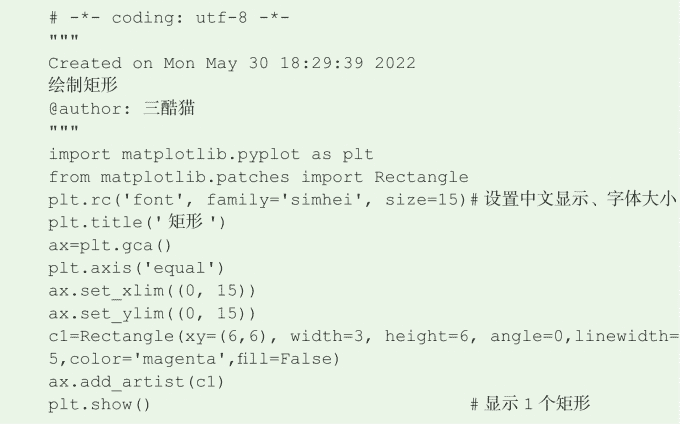 # -*- coding: utf-8 -*-
"""
Created on Mon May 30 18:29:39 2022
绘制矩形
@author: 三酷猫
"""
import matplotlib.pyplot as plt
from matplotlib.patches import Rectangle
plt.rc('font', family='simhei', size=15)# 设置中文显示、字体大小
plt.title('矩形')
ax=plt.gca()
plt.axis('equal')
ax.set_xlim((0, 15))
ax.set_ylim((0, 15))
c1=Rectangle(xy=(6,6), width=3, height=6, angle=0,linewidth=
5,color='magenta',fill=False)
ax.add_artist(c1)
plt.show() # 显示 1 个矩形